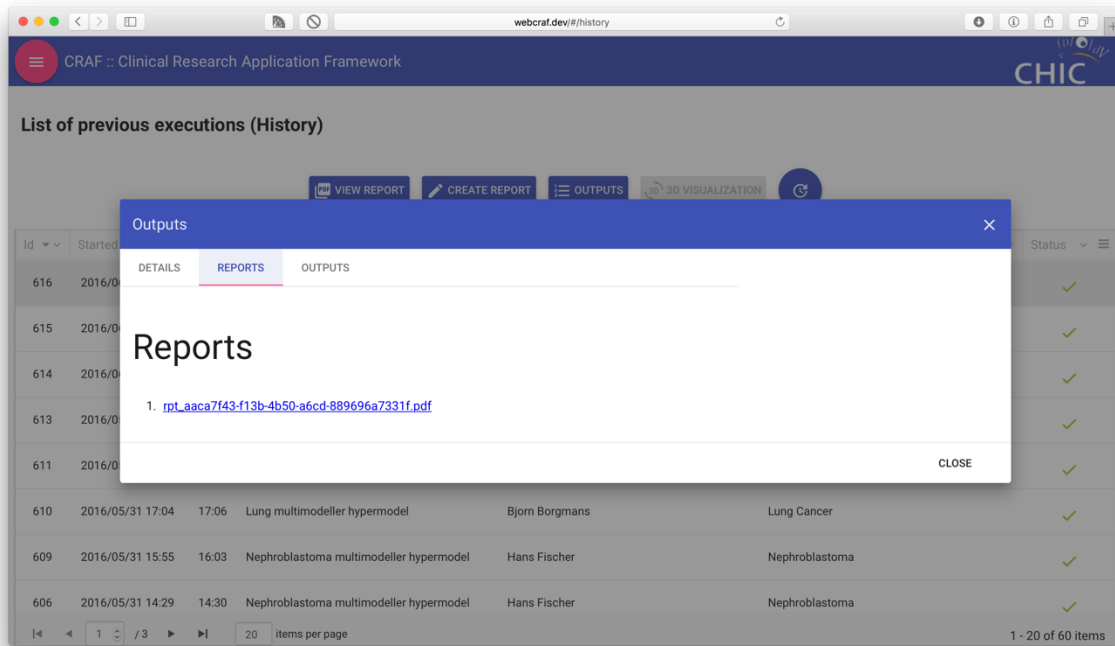 webcraf.dev/#/history
CRAF :: Clinical Research Application Framework
CHIC
List of previous executions (History)
PDF VIEW REPORT CREATE REPORT OUTPUTS 3D 3D VISUALIZATION
Outputs
Id Started Status
DETAILS REPORTS OUTPUTS
616 2016/0
615 2016/0
Reports
614 2016/0
1. rpt_aaca7f43-f13b-4b50-a6cd-889696a7331f.pdf
613 2016/0
611 2016/0
CLOSE
610 2016/05/31 17:04 17:06 Lung multimodeller hypermodel Bjorn Borgmans Lung Cancer
609 2016/05/31 15:55 16:03 Nephroblastoma multimodeller hypermodel Hans Fischer Nephroblastoma
606 2016/05/31 14:29 14:30 Nephroblastoma multimodeller hypermodel Hans Fischer Nephroblastoma
1 / 3 20 items per page 1 - 20 of 60 items